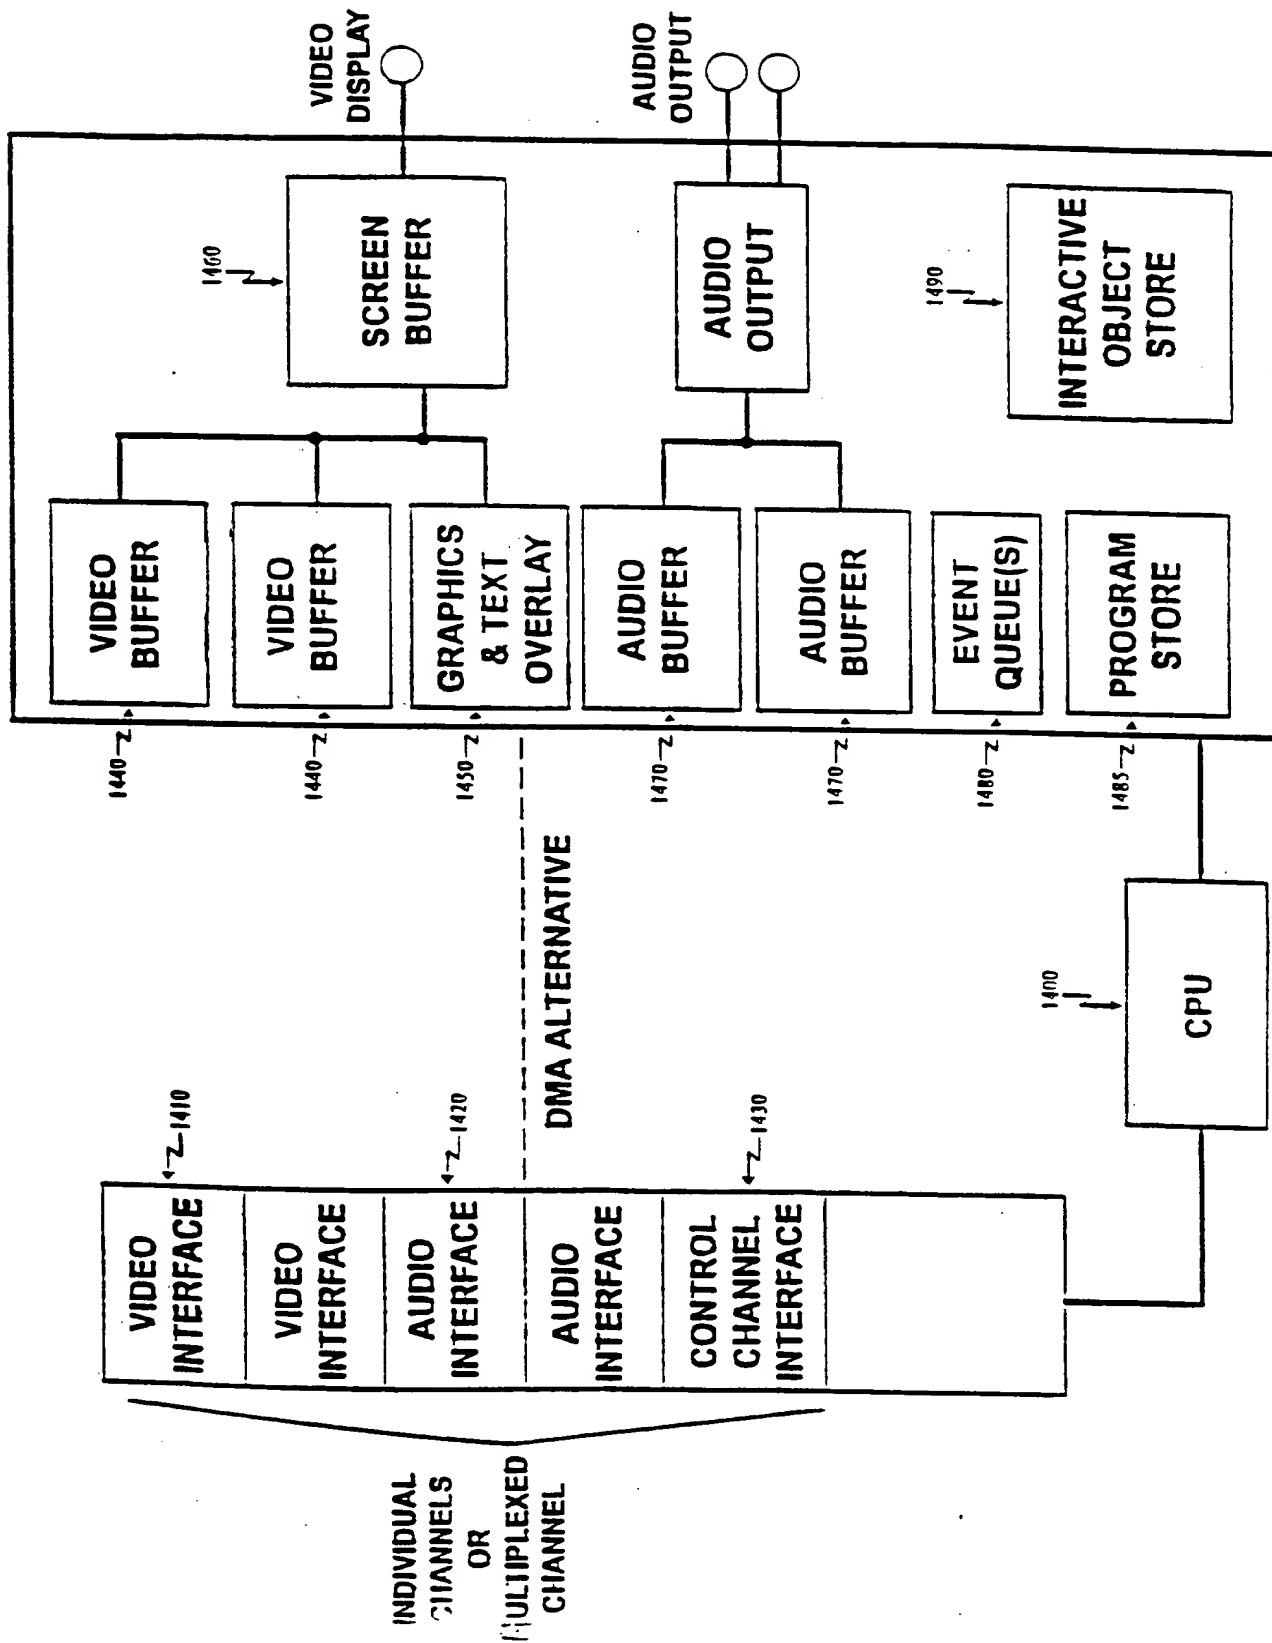 INDIVIDUAL
CHANNELS
OR
MULTIPLEXED
CHANNEL
VIDEO
INTERFACE
1410
VIDEO
INTERFACE
AUDIO
INTERFACE
1420
AUDIO
INTERFACE
CONTROL
CHANNEL
INTERFACE
1430
DMA ALTERNATIVE
1400
CPU
1440
VIDEO
BUFFER
1440
VIDEO
BUFFER
1450
GRAPHICS
& TEXT
OVERLAY
1470
AUDIO
BUFFER
1470
AUDIO
BUFFER
1480
EVENT
QUEUE(S)
1485
PROGRAM
STORE
1460
SCREEN
BUFFER
AUDIO
OUTPUT
1490
INTERACTIVE
OBJECT
STORE
VIDEO
DISPLAY
AUDIO
OUTPUT